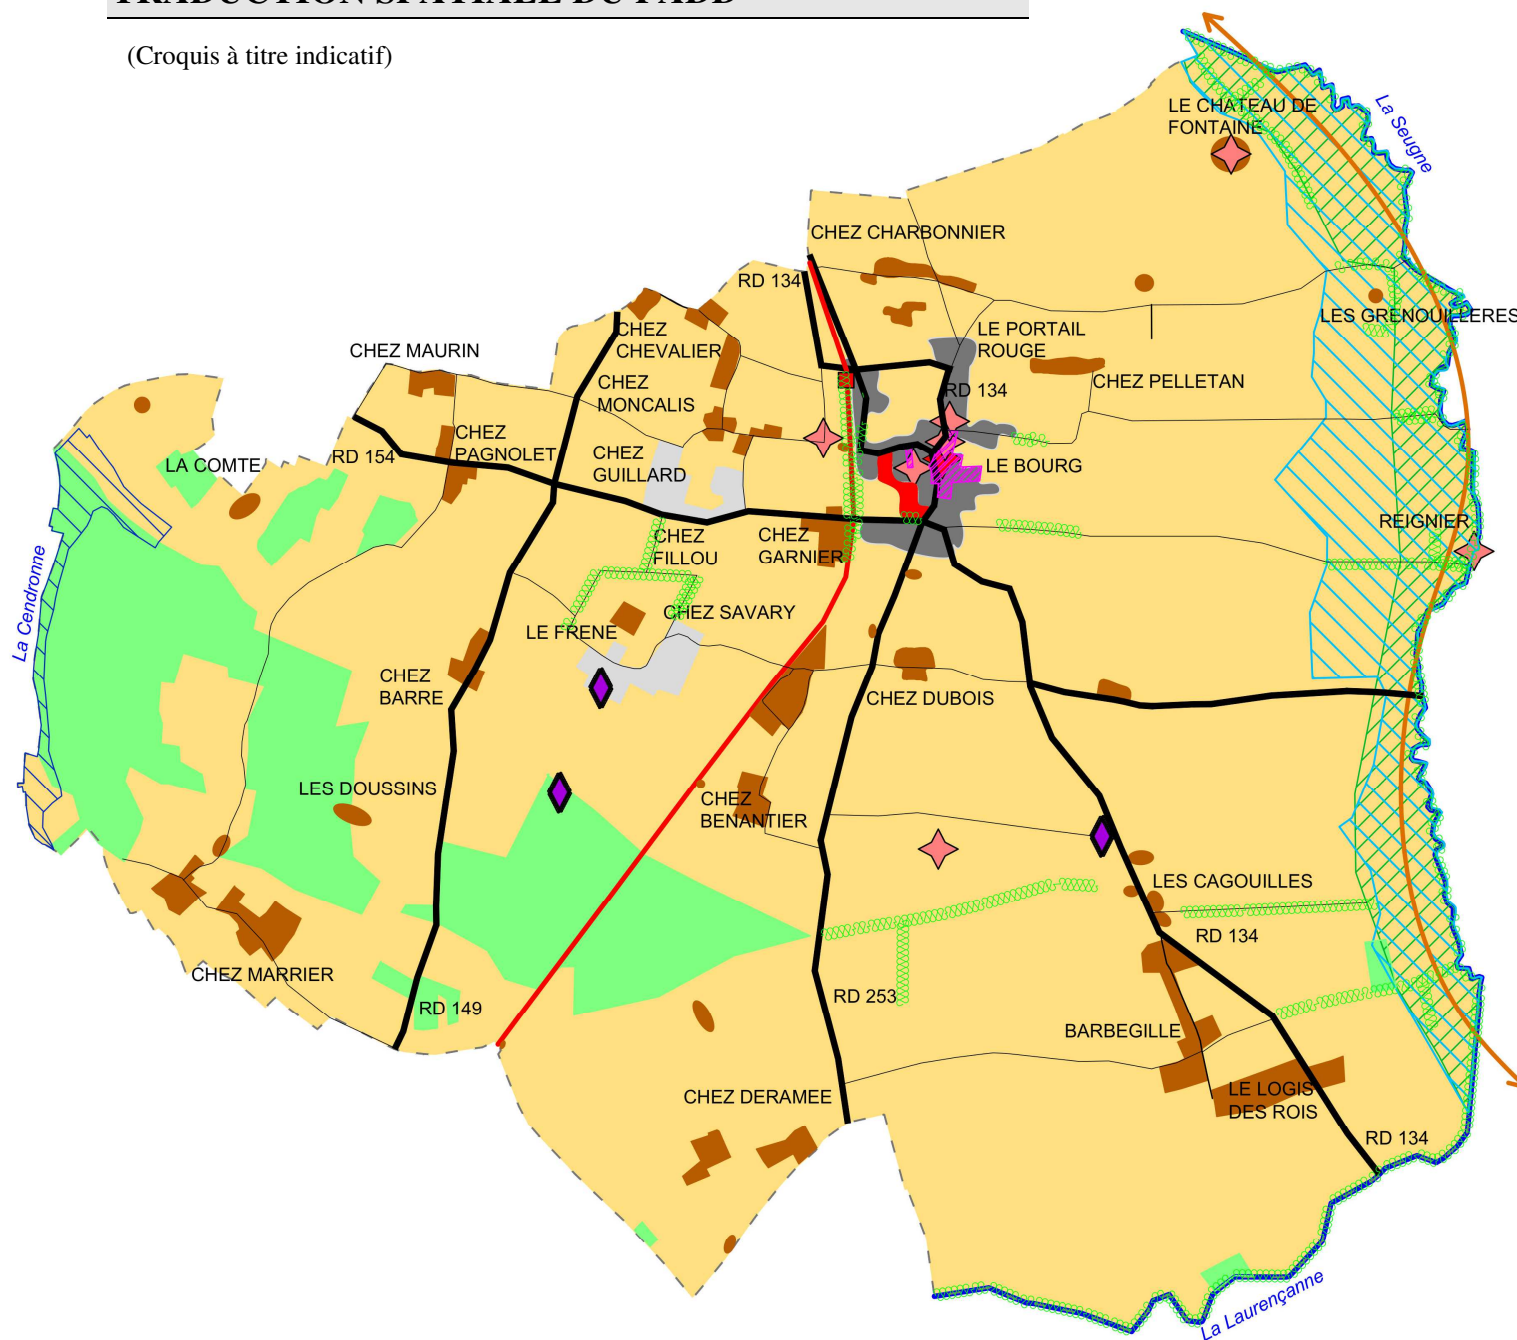 TRADUCTION SPATIALE DU PADD
(Croquis à titre indicatif)
LE CHATEAU DE
FONTAINE
La Seugne
CHEZ CHARBONNIER
RD 134
LES GRENOUILLERES
CHEZ
CHEVALIER
LE PORTAIL
ROUGE
CHEZ MAURIN
CHEZ
MONCALIS
RD 134
CHEZ PELLETAN
CHEZ
PAGNOLET
RD 154
LA COMTE
CHEZ
GUILLARD
LE BOURG
REIGNIER
CHEZ
FILLOU
CHEZ
GARNIER
La Cendronne
CHEZ SAVARY
LE FRENE
CHEZ
BARRE
CHEZ DUBOIS
LES DOUSSINS
CHEZ
BENANTIER
LES CAGOUILLES
RD 134
CHEZ MARRIER
RD 149
RD 253
BARBEGILLE
CHEZ DERAMEE
LE LOGIS
DES ROIS
RD 134
La Laurençanne